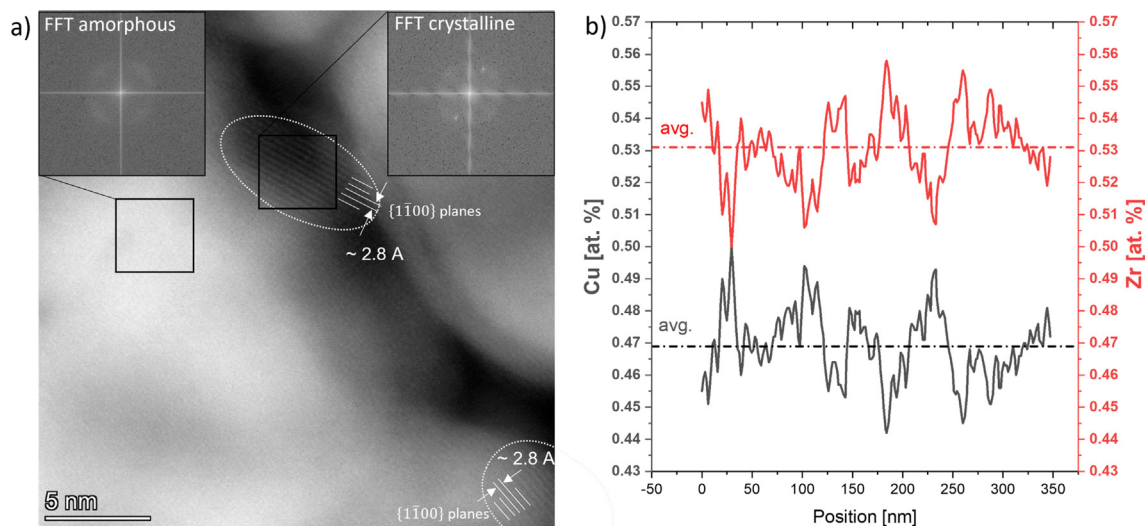 a)
FFT amorphous
FFT crystalline
{11̅00} planes
~ 2.8 A
~ 2.8 A
{11̅00} planes
5 nm
b)
0.57
0.56
0.55
0.54
0.53
0.52
0.51
0.50
0.49
0.48
0.47
0.46
0.45
0.44
0.43
Cu [at. %]
avg.
avg.
-50
0
50
100
150
200
250
300
350
Position [nm]
0.57
0.56
0.55
0.54
0.53
0.52
0.51
0.50
0.49
0.48
0.47
0.46
0.45
0.44
0.43
Zr [at. %]